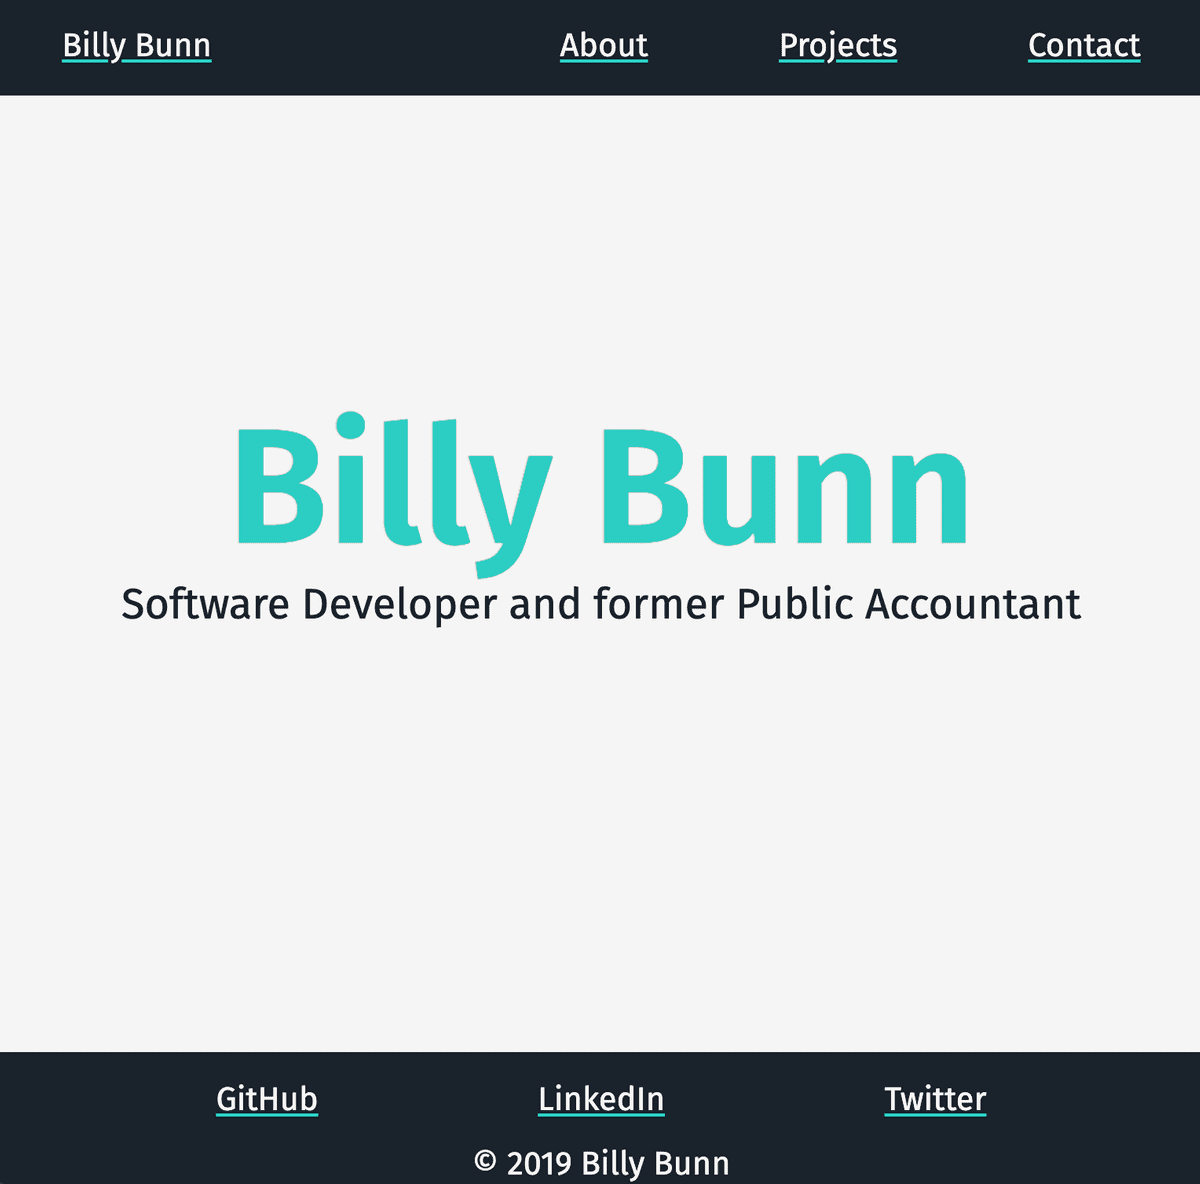 Billy Bunn About Projects Contact
Billy Bunn
Software Developer and former Public Accountant
GitHub LinkedIn Twitter
© 2019 Billy Bunn